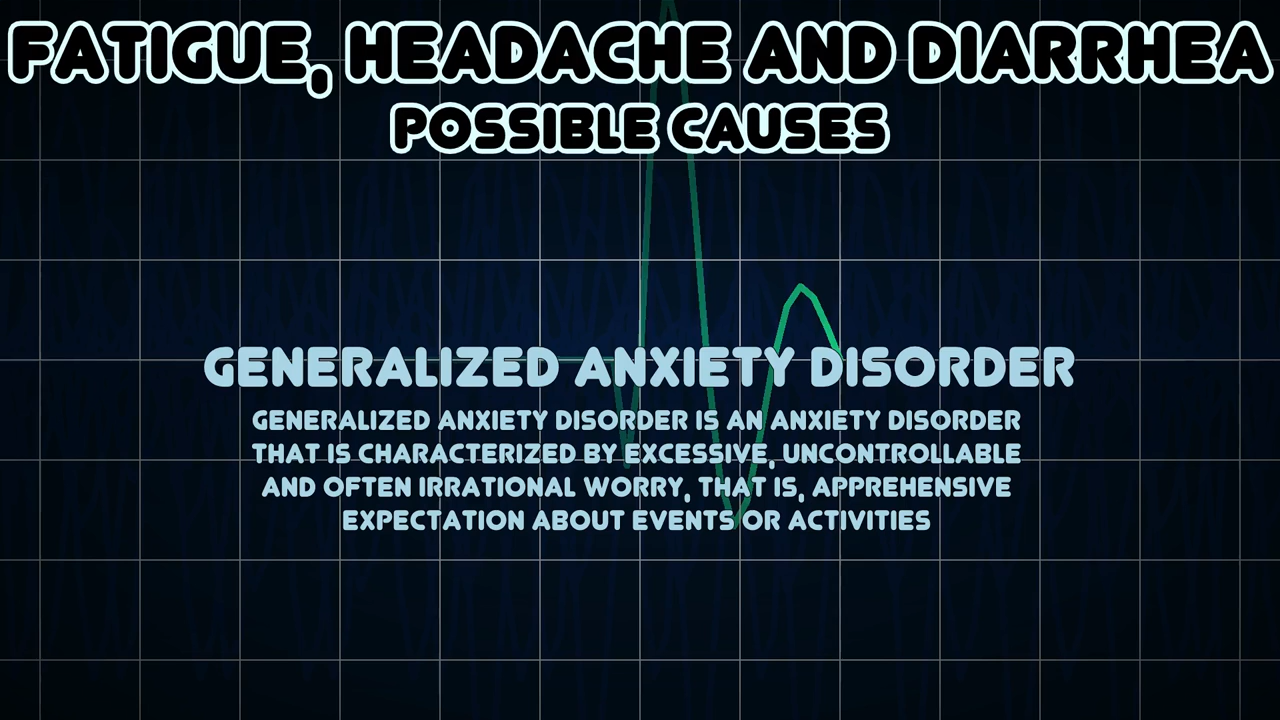 FATIGUE, HEADACHE AND DIARRHEA
POSSIBLE CAUSES
GENERALIZED ANXIETY DISORDER
GENERALIZED ANXIETY DISORDER IS AN ANXIETY DISORDER
THAT IS CHARACTERIZED BY EXCESSIVE, UNCONTROLLABLE
AND OFTEN IRRATIONAL WORRY, THAT IS, APPREHENSIVE
EXPECTATION ABOUT EVENTS OR ACTIVITIES